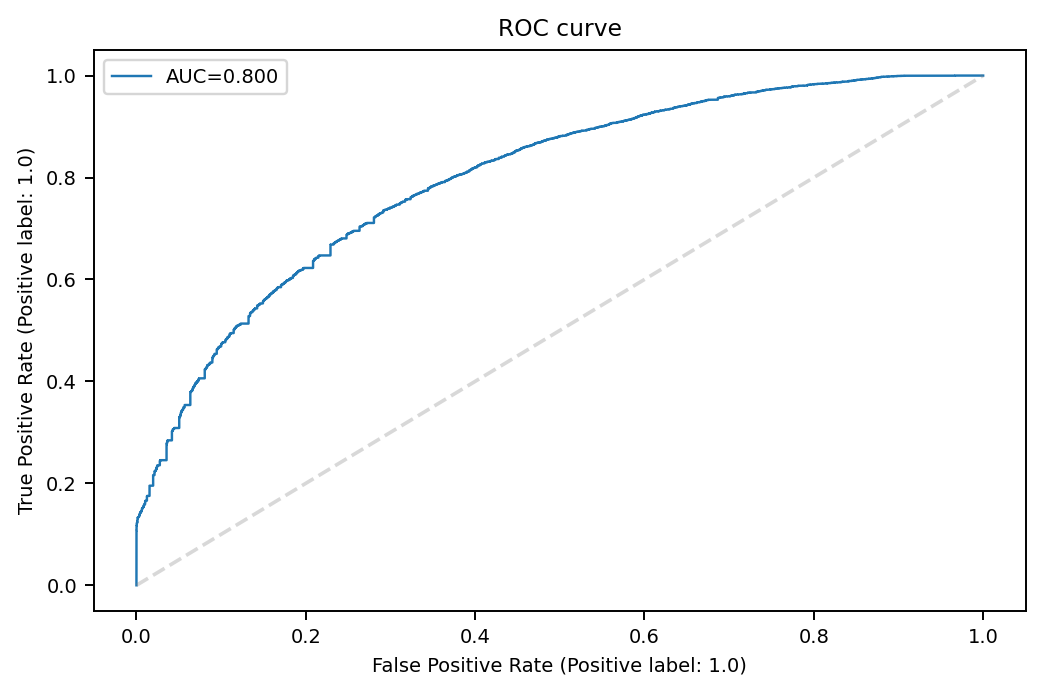 ROC curve
AUC=0.800
True Positive Rate (Positive label: 1.0)
1.0
0.8
0.6
0.4
0.2
0.0
0.0 0.2 0.4 0.6 0.8 1.0
False Positive Rate (Positive label: 1.0)